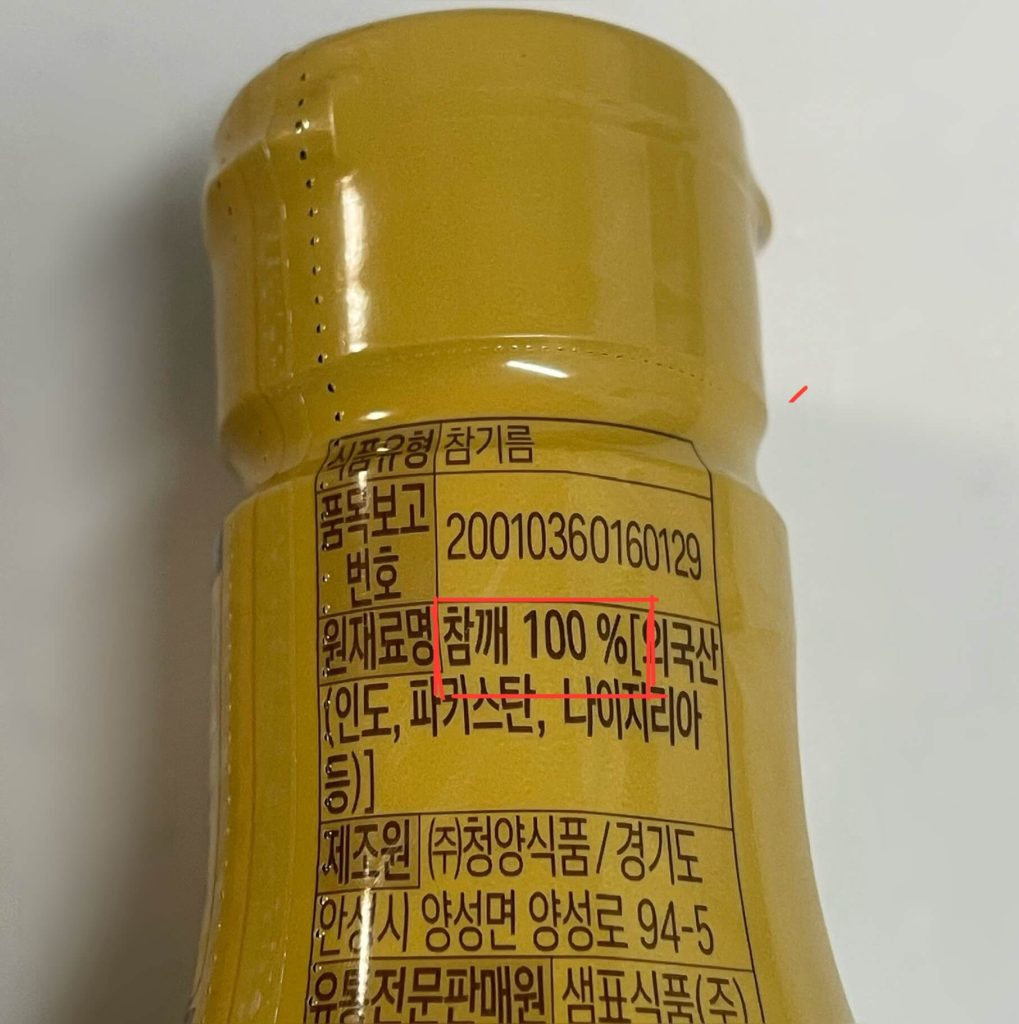 식품유형 참기름
품목보고
번호 20010360160129
원재료명 참깨 100 %[외국산
(인도, 파키스탄, 나이지리아
등)]
제조원 (주)청양식품 / 경기도
안성시 양성면 양성로 94-5
유통전문판매원 샘표식품(주)